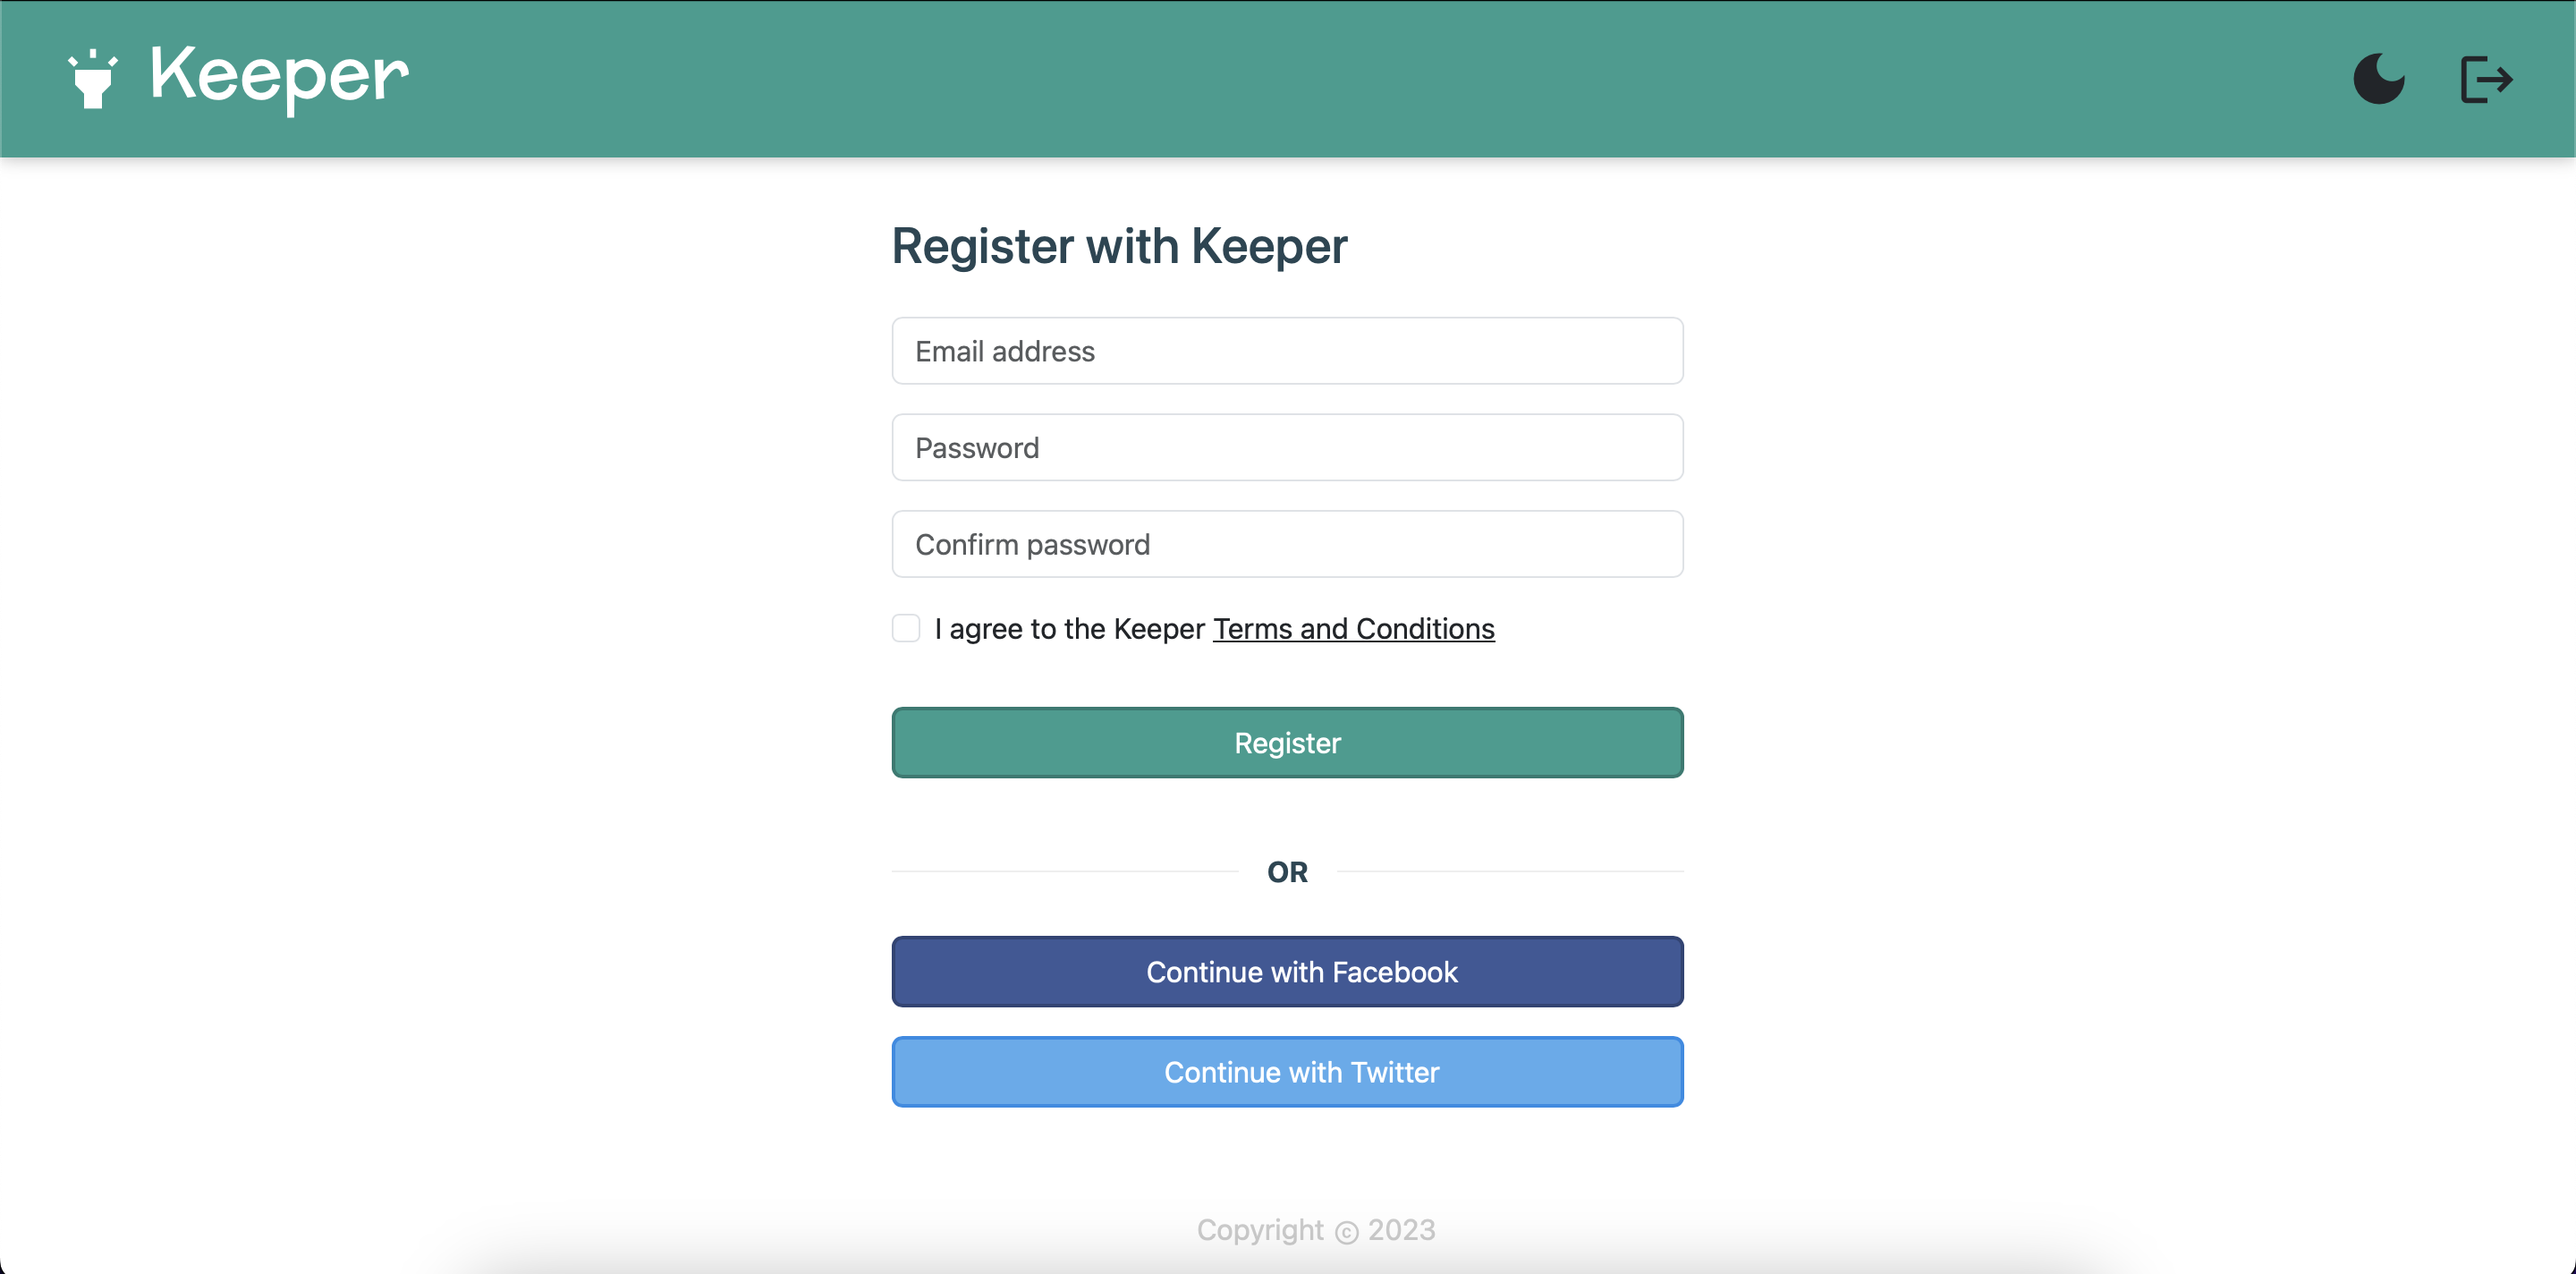 Keeper
Register with Keeper
Email address
Password
Confirm password
I agree to the Keeper Terms and Conditions
Register
OR
Continue with Facebook
Continue with Twitter
Copyright © 2023